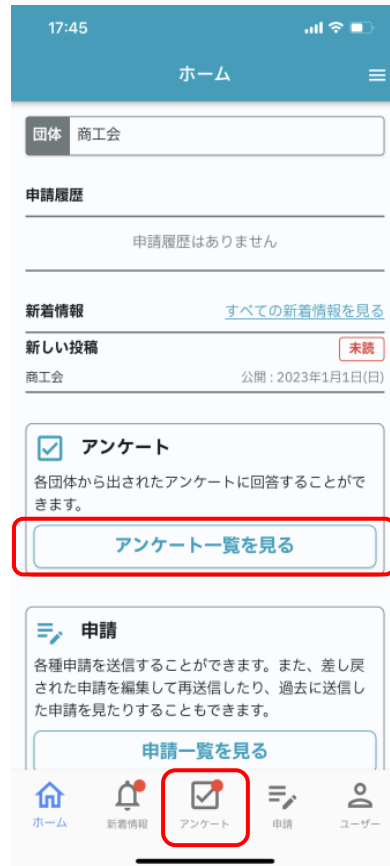 17:45
ホーム
団体 商工会
申請履歴
申請履歴はありません
新着情報 すべての新着情報を見る
新しい投稿 未読
商工会 公開 : 2023年1月1日(日)
アンケート
各団体から出されたアンケートに回答することがで
きます。
アンケート一覧を見る
申請
各種申請を送信することができます。また、差し戻
された申請を編集して再送信したり、過去に送信し
た申請を見たりすることもできます。
申請一覧を見る
ホーム 新着情報 アンケート 申請 ユーザー